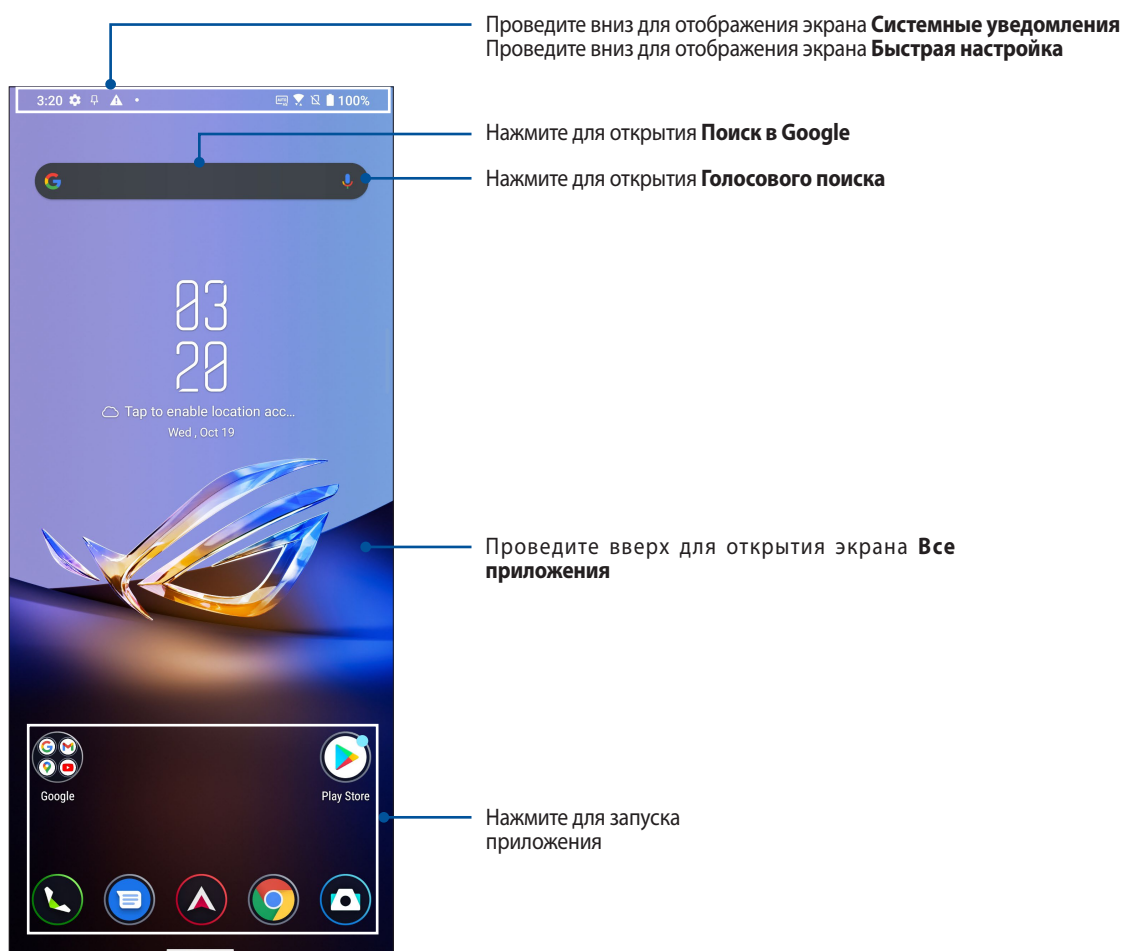 Проведите вниз для отображения экрана Системные уведомления
Проведите вниз для отображения экрана Быстрая настройка
3:20
100%
Нажмите для открытия Поиск в Google
Нажмите для открытия Голосового поиска
03
20
Tap to enable location acc...
Wed , Oct 19
Проведите вверх для открытия экрана Все
приложения
Google
Play Store
Нажмите для запуска
приложения